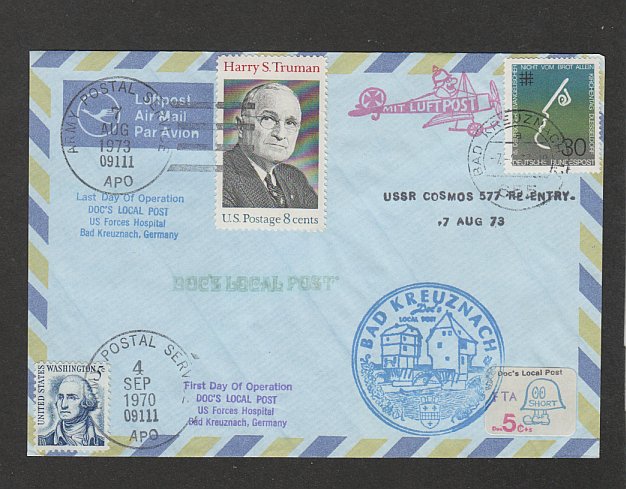 Luftpost
Air Mail
Par Avion
ARMY POSTAL SERV
7
AUG
1973
09111
APO
Harry S. Truman
U.S. Postage 8 cents
MIT LUFTPOST
NICHT VOM BROT ALLEIN
30
DEUTSCHE BUNDESPOST
BAD KREUZNACH
USSR COSMOS 577 RE-ENTRY.
7 AUG 73
Last Day Of Operation
DOC'S LOCAL POST
US Forces Hospital
Bad Kreuznach, Germany
DOC'S LOCAL POST
BAD KREUZNACH
Doc's
LOCAL POST
UNITED STATES
WASHINGTON
5c
POSTAL SERV
4
SEP
1970
09111
APO
First Day Of Operation
DOC'S LOCAL POST
US Forces Hospital
Bad Kreuznach, Germany
Doc's Local Post
FTA
SHORT
5